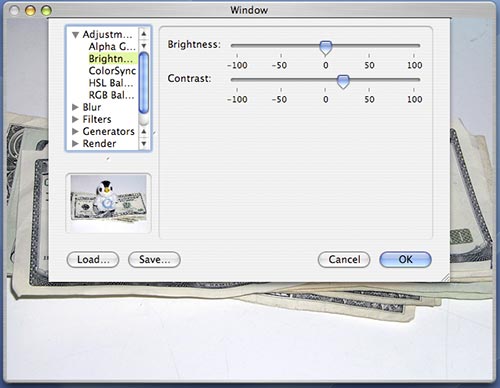 Window
Adjustm...
Alpha G...
Brightn...
ColorSync
HSL Bal...
RGB Bal...
Blur
Filters
Generators
Render
Brightness:
-100 -50 0 50 100
Contrast:
-100 -50 0 50 100
Load... Save... Cancel OK